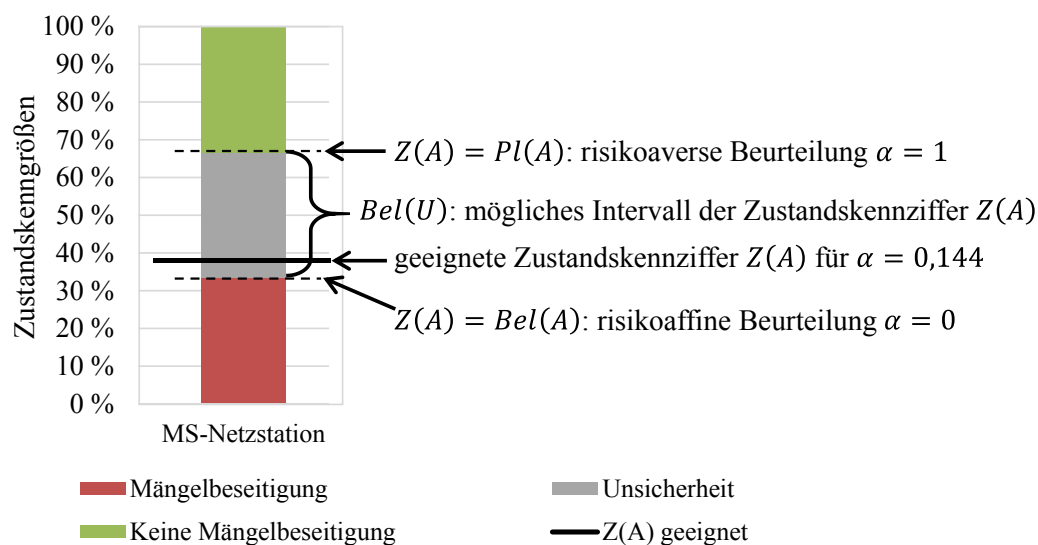 Zustandskenngrößen
100 %
90 %
80 %
70 %
60 %
50 %
40 %
30 %
20 %
10 %
0 %
MS-Netzstation
Z(A) = Pl(A): risikoaverse Beurteilung α = 1
Bel(U): mögliches Intervall der Zustandskennziffer Z(A)
geeignete Zustandskennziffer Z(A) für α = 0,144
Z(A) = Bel(A): risikoaffine Beurteilung α = 0
Mängelbeseitigung
Unsicherheit
Keine Mängelbeseitigung
Z(A) geeignet